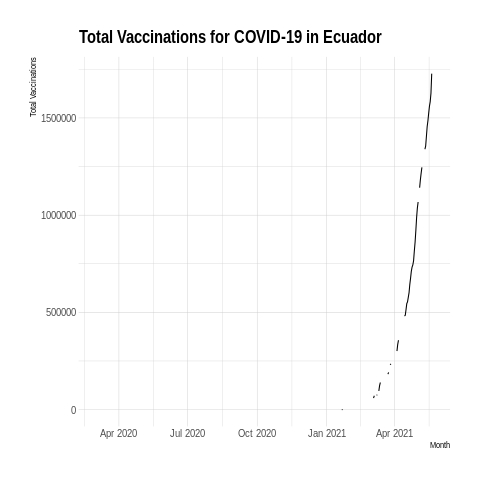 Total Vaccinations for COVID-19 in Ecuador
Total Vaccinations
1500000
1000000
500000
0
Apr 2020 Jul 2020 Oct 2020 Jan 2021 Apr 2021
Month